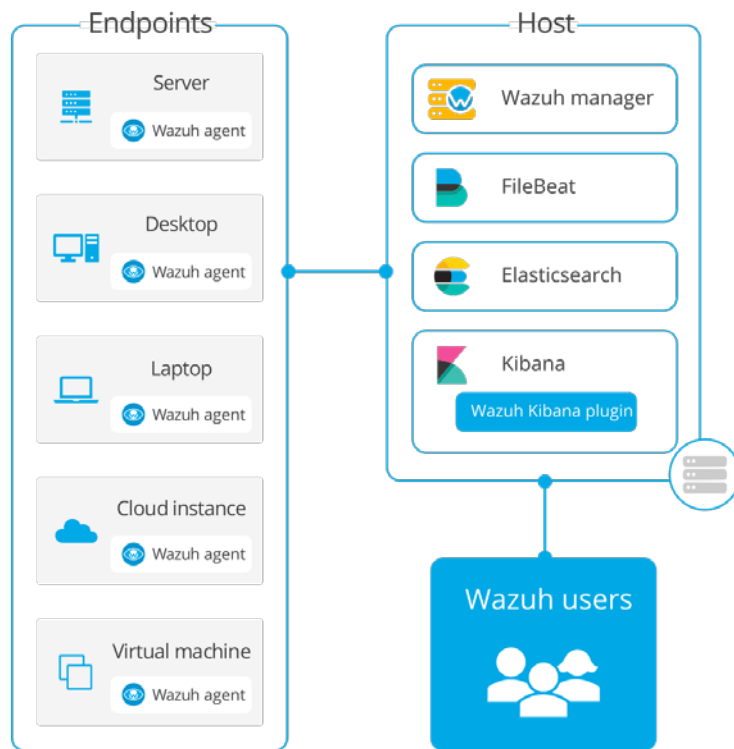 Endpoints
Server
Wazuh agent
Desktop
Wazuh agent
Laptop
Wazuh agent
Cloud instance
Wazuh agent
Virtual machine
Wazuh agent
Host
W
Wazuh manager
FileBeat
Elasticsearch
Kibana
Wazuh Kibana plugin
Wazuh users